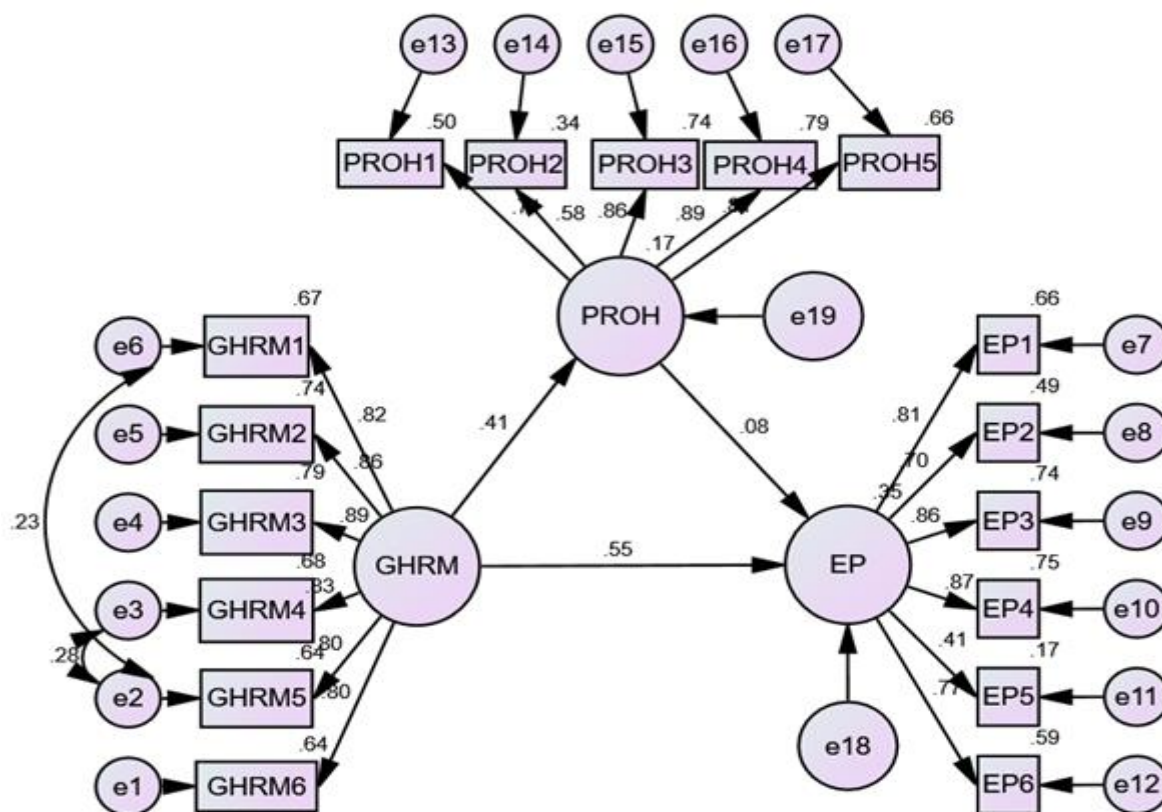 e13 e14 e15 e16 e17
.50 .34 .74 .79 .66
PROH1 PROH2 PROH3 PROH4 PROH5
.58 .86 .89
.17
PROH e19
.67 .66
e6 GHRM1 EP1 e7
.74 .49
.82 .81
.41 .08
e5 GHRM2 EP2 e8
.86 .70
.79 .74
.35
.89 .86
.23 e4 GHRM3 EP3 e9
.55
GHRM EP
.68 .75
.83 .87
e3 GHRM4 EP4 e10
.80 .41
.64 .17
.28
.80 .77
e2 GHRM5 EP5 e11
.64 .59
e18
e1 GHRM6 EP6 e12